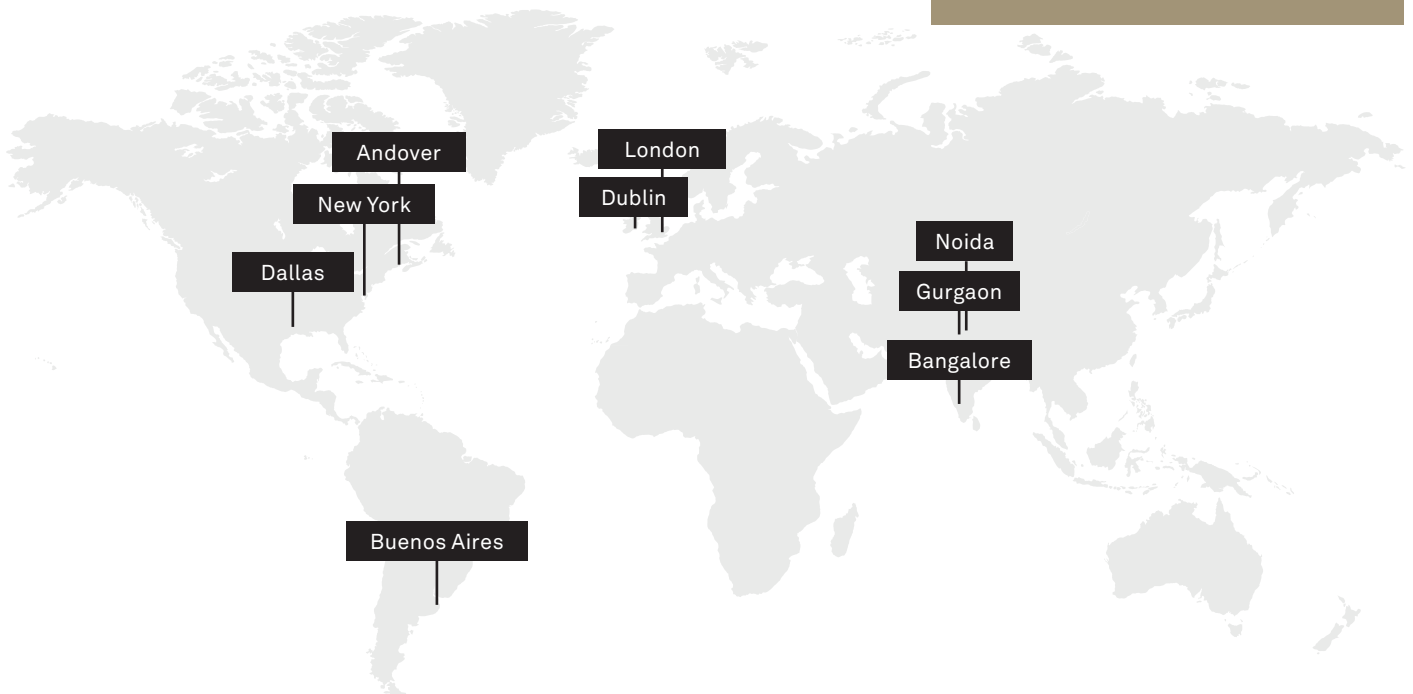 Andover
London
Dublin
New York
Noida
Dallas
Gurgaon
Bangalore
Buenos Aires